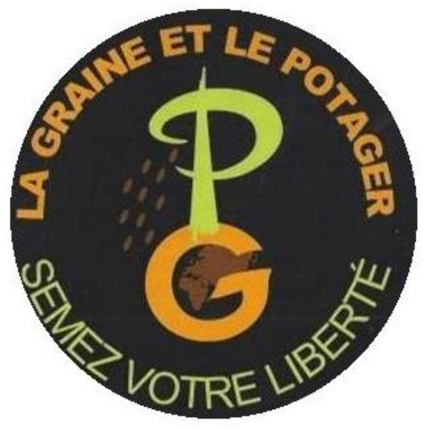 LA GRAINE ET LE POTAGER
P
G
SEMEZ VOTRE LIBERTÉ